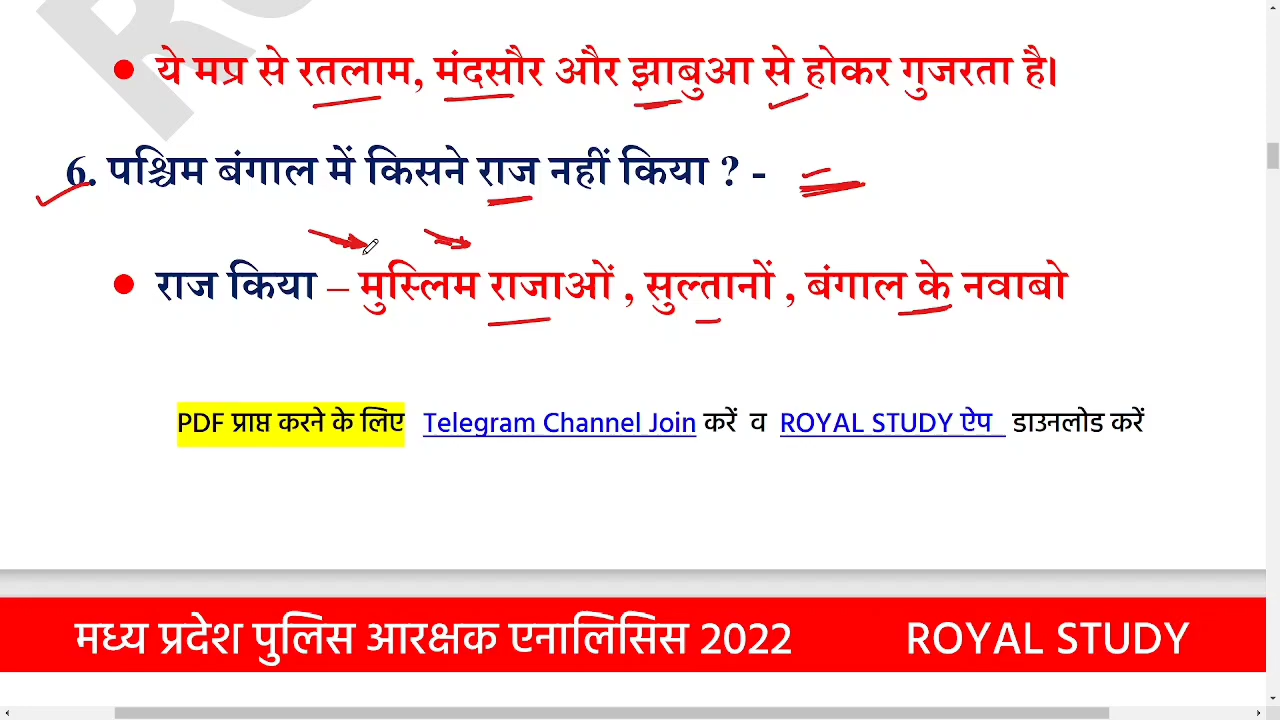 • ये मप्र से रतलाम, मंदसौर और झाबुआ से होकर गुजरता है।
6. पश्चिम बंगाल में किसने राज नहीं किया ? -
• राज किया – मुस्लिम राजाओं , सुल्तानों , बंगाल के नवाबो
PDF प्राप्त करने के लिए Telegram Channel Join करें व ROYAL STUDY ऐप डाउनलोड करें
मध्य प्रदेश पुलिस आरक्षक एनालिसिस 2022 ROYAL STUDY